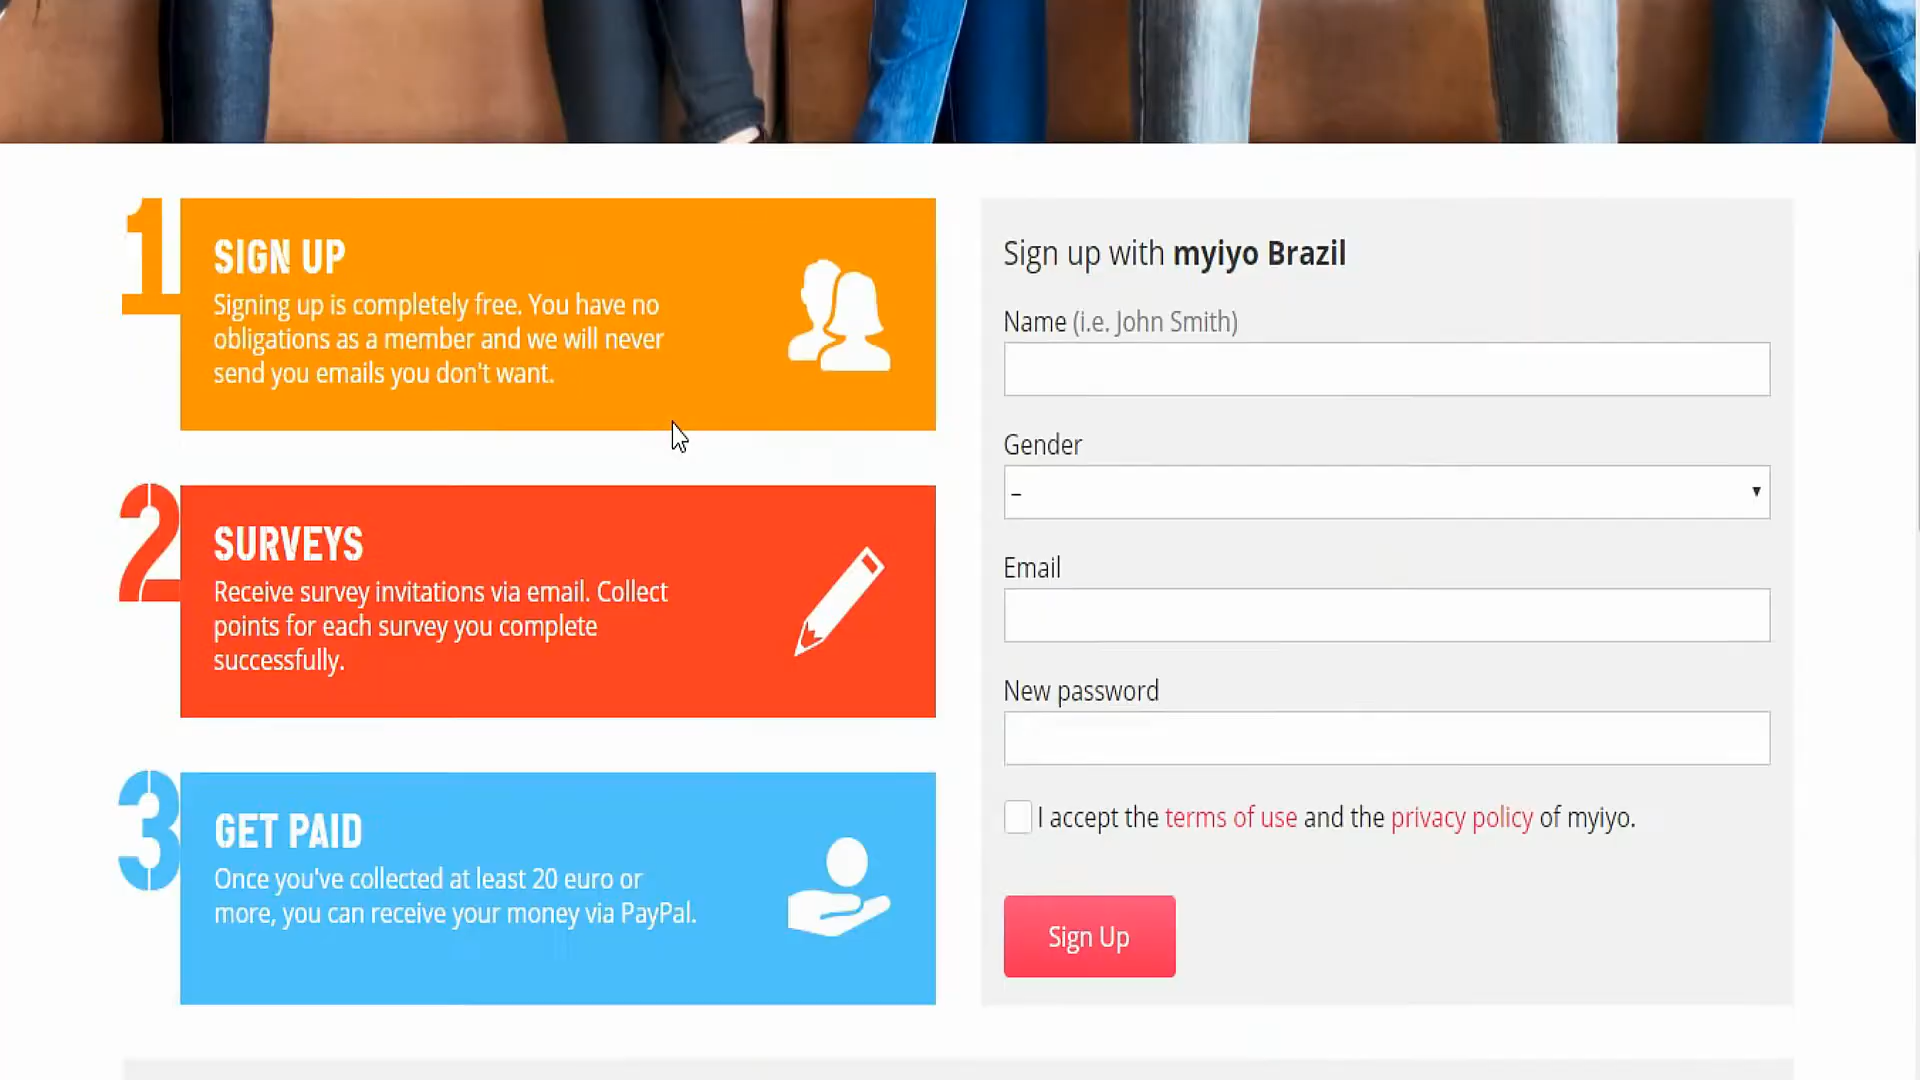 1
SIGN UP
Signing up is completely free. You have no
obligations as a member and we will never
send you emails you don't want.
2
SURVEYS
Receive survey invitations via email. Collect
points for each survey you complete
successfully.
3
GET PAID
Once you've collected at least 20 euro or
more, you can receive your money via PayPal.
Sign up with myiyo Brazil
Name (i.e. John Smith)
Gender
–
Email
New password
I accept the terms of use and the privacy policy of myiyo.
Sign Up